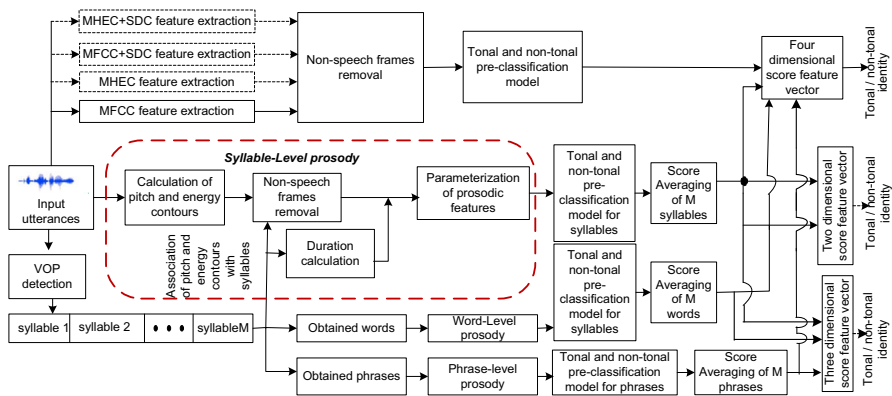 MHEC+SDC feature extraction
MFCC+SDC feature extraction
MHEC feature extraction
MFCC feature extraction
Non-speech frames
removal
Tonal and non-tonal
pre-classification
model
Four
dimensional
score feature
vector
Tonal / non-tonal
identity
Syllable-Level prosody
Input
utterances
Calculation of
pitch and energy
contours
Non-speech
frames
removal
Parameterization
of prosodic
features
Duration
calculation
Association
of pitch and
energy
contours
with
syllables
Tonal and
non-tonal
pre-
classification
model for
syllables
Score
Averaging
of M
syllables
Two dimensional
score feature vector
Tonal / non-tonal
identity
VOP
detection
syllable 1
syllable 2
syllableM
Obtained words
Word-Level
prosody
Tonal and
non-tonal
pre-
classification
model for
syllables
Score
Averaging
of M
words
Three dimensional
score feature vector
Tonal / non-tonal
identity
Obtained phrases
Phrase-level
prosody
Tonal and non-tonal
pre-classification
model for phrases
Score
Averaging of M
phrases